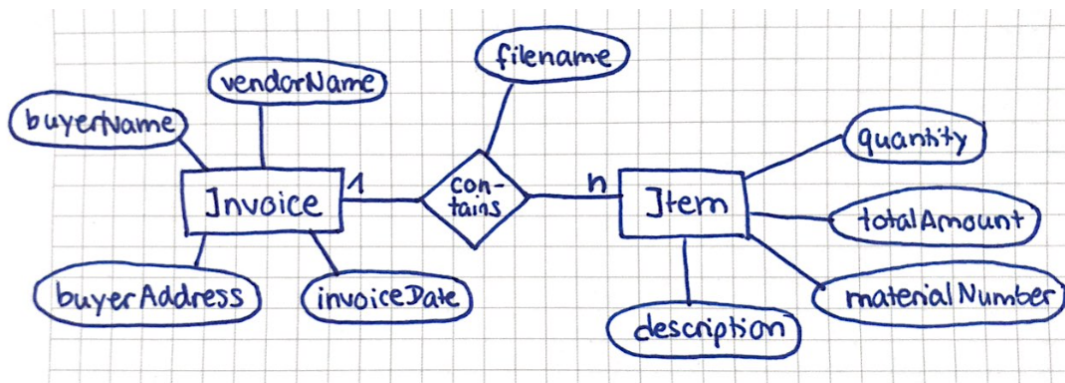 filename
vendorName
buyerName
quantity
Invoice
1
con-
tains
n
Item
totalAmount
buyerAddress
invoiceDate
materialNumber
description